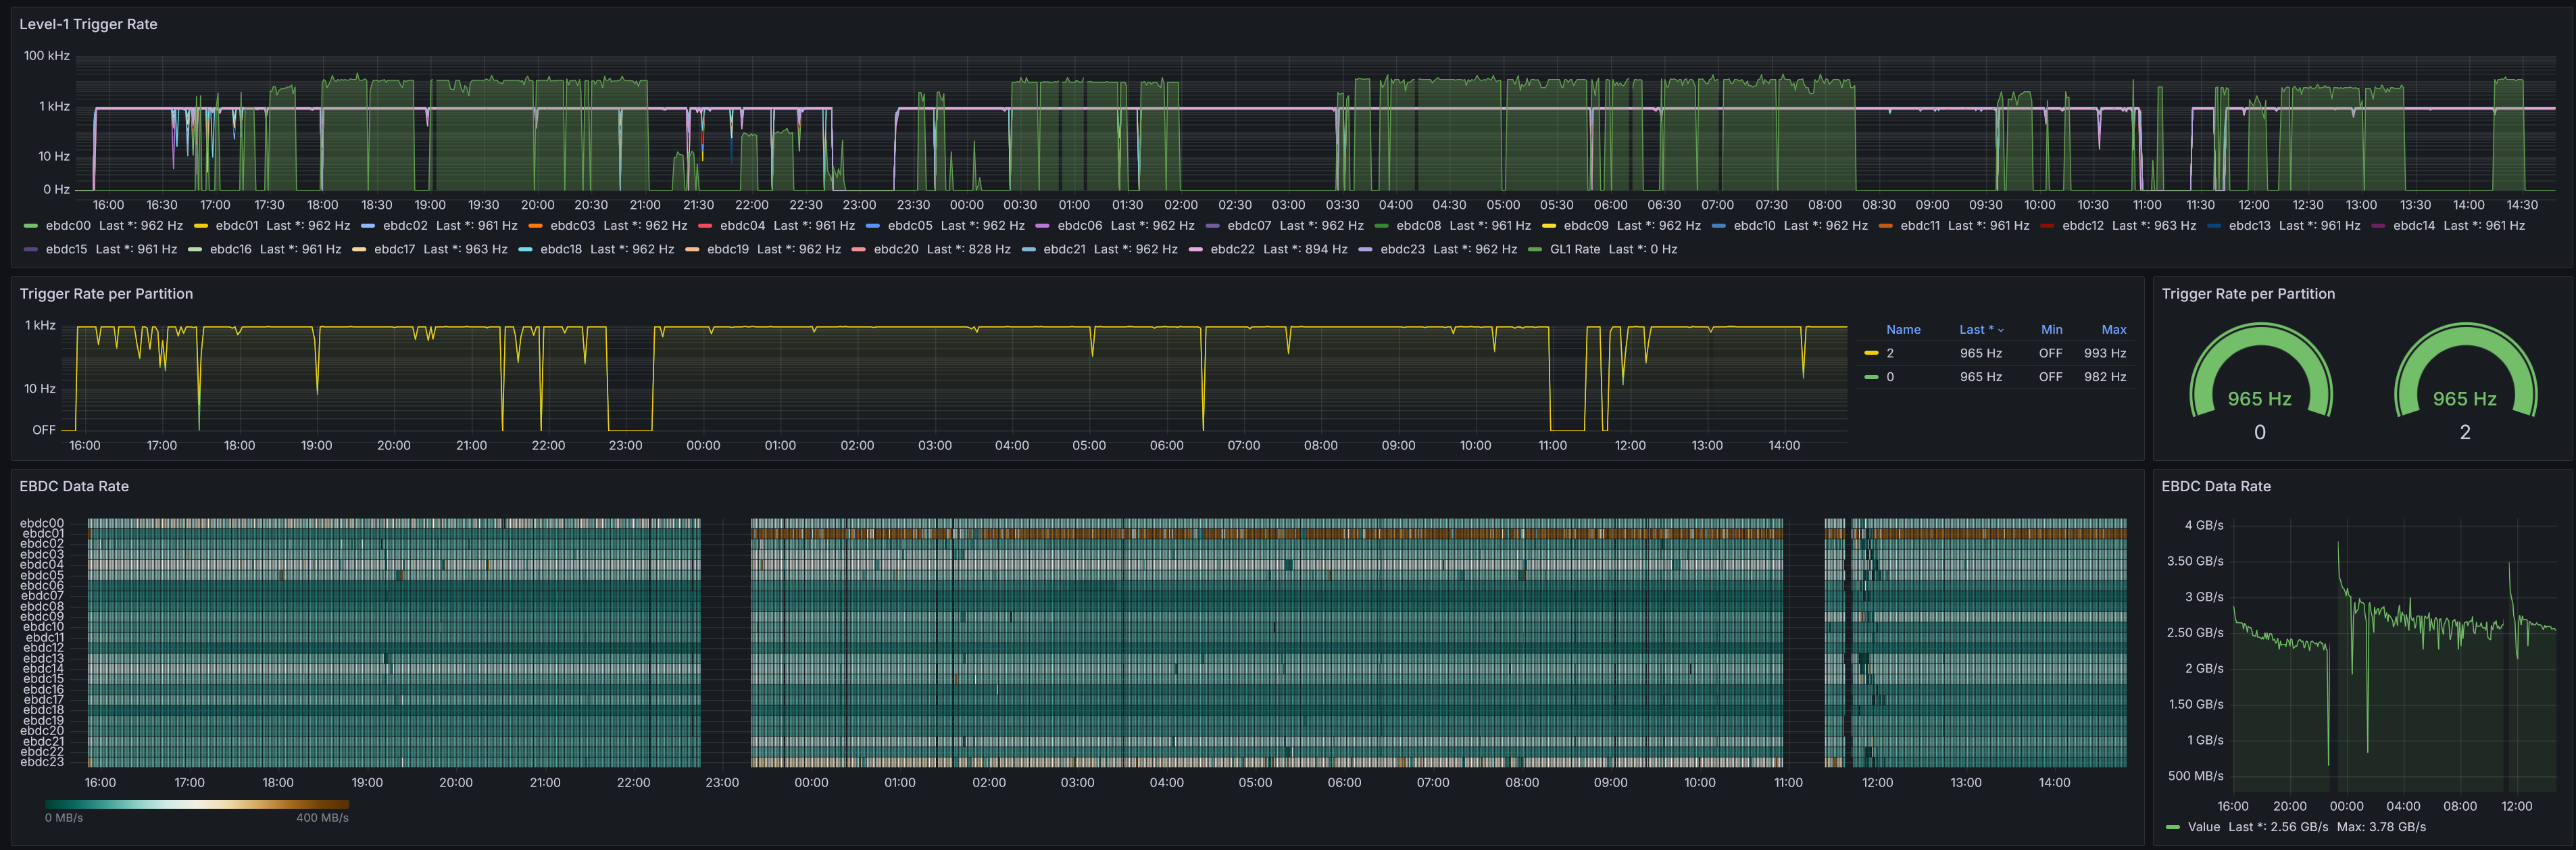 Level-1 Trigger Rate
100 kHz
1 kHz
10 Hz
0 Hz
16:00 16:30 17:00 17:30 18:00 18:30 19:00 19:30 20:00 20:30 21:00 21:30 22:00 22:30 23:00 23:30 00:00 00:30 01:00 01:30 02:00 02:30 03:00 03:30 04:00 04:30 05:00 05:30 06:00 06:30 07:00 07:30 08:00 08:30 09:00 09:30 10:00 10:30 11:00 11:30 12:00 12:30 13:00 13:30 14:00 14:30
ebdc00 Last *: 962 Hz ebdc01 Last *: 962 Hz ebdc02 Last *: 961 Hz ebdc03 Last *: 962 Hz ebdc04 Last *: 961 Hz ebdc05 Last *: 962 Hz ebdc06 Last *: 962 Hz ebdc07 Last *: 962 Hz ebdc08 Last *: 961 Hz ebdc09 Last *: 962 Hz ebdc10 Last *: 962 Hz ebdc11 Last *: 961 Hz ebdc12 Last *: 963 Hz ebdc13 Last *: 961 Hz ebdc14 Last *: 961 Hz
ebdc15 Last *: 961 Hz ebdc16 Last *: 961 Hz ebdc17 Last *: 963 Hz ebdc18 Last *: 962 Hz ebdc19 Last *: 962 Hz ebdc20 Last *: 828 Hz ebdc21 Last *: 962 Hz ebdc22 Last *: 894 Hz ebdc23 Last *: 962 Hz GL1 Rate Last *: 0 Hz
Trigger Rate per Partition
1 kHz
10 Hz
OFF
16:00 17:00 18:00 19:00 20:00 21:00 22:00 23:00 00:00 01:00 02:00 03:00 04:00 05:00 06:00 07:00 08:00 09:00 10:00 11:00 12:00 13:00 14:00
Name Last * Min Max
2 965 Hz OFF 993 Hz
0 965 Hz OFF 982 Hz
Trigger Rate per Partition
965 Hz 965 Hz
0 2
EBDC Data Rate
ebdc00
ebdc01
ebdc02
ebdc03
ebdc04
ebdc05
ebdc06
ebdc07
ebdc08
ebdc09
ebdc10
ebdc11
ebdc12
ebdc13
ebdc14
ebdc15
ebdc16
ebdc17
ebdc18
ebdc19
ebdc20
ebdc21
ebdc22
ebdc23
16:00 17:00 18:00 19:00 20:00 21:00 22:00 23:00 00:00 01:00 02:00 03:00 04:00 05:00 06:00 07:00 08:00 09:00 10:00 11:00 12:00 13:00 14:00
0 MB/s 400 MB/s
EBDC Data Rate
4 GB/s
3.50 GB/s
3 GB/s
2.50 GB/s
2 GB/s
1.50 GB/s
1 GB/s
500 MB/s
16:00 20:00 00:00 04:00 08:00 12:00
Value Last *: 2.56 GB/s Max: 3.78 GB/s